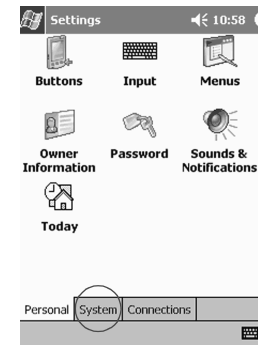 Settings 10:58
Buttons Input Menus
Owner Information Password Sounds & Notifications
Today
Personal System Connections